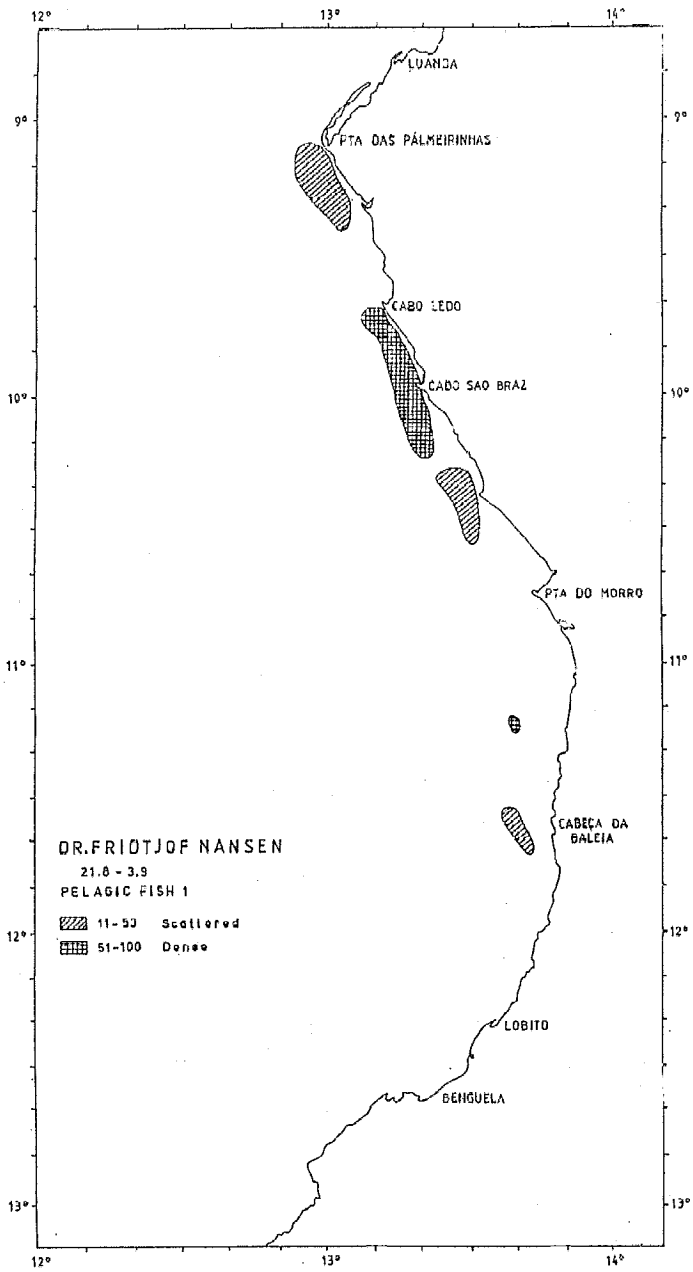 12° 13° 14°
LUANDA
9° 9°
PTA DAS PÁLMEIRINHAS
CABO LEDO
CABO SAO BRAZ
10° 10°
PTA DO MORRO
11° 11°
CABEÇA DA
BALEIA
DR.FRIDTJOF NANSEN
21.8 - 3.9
PELAGIC FISH 1
11-50 Scattered
51-100 Dense
12° 12°
LOBITO
BENGUELA
13° 13°
12° 13° 14°